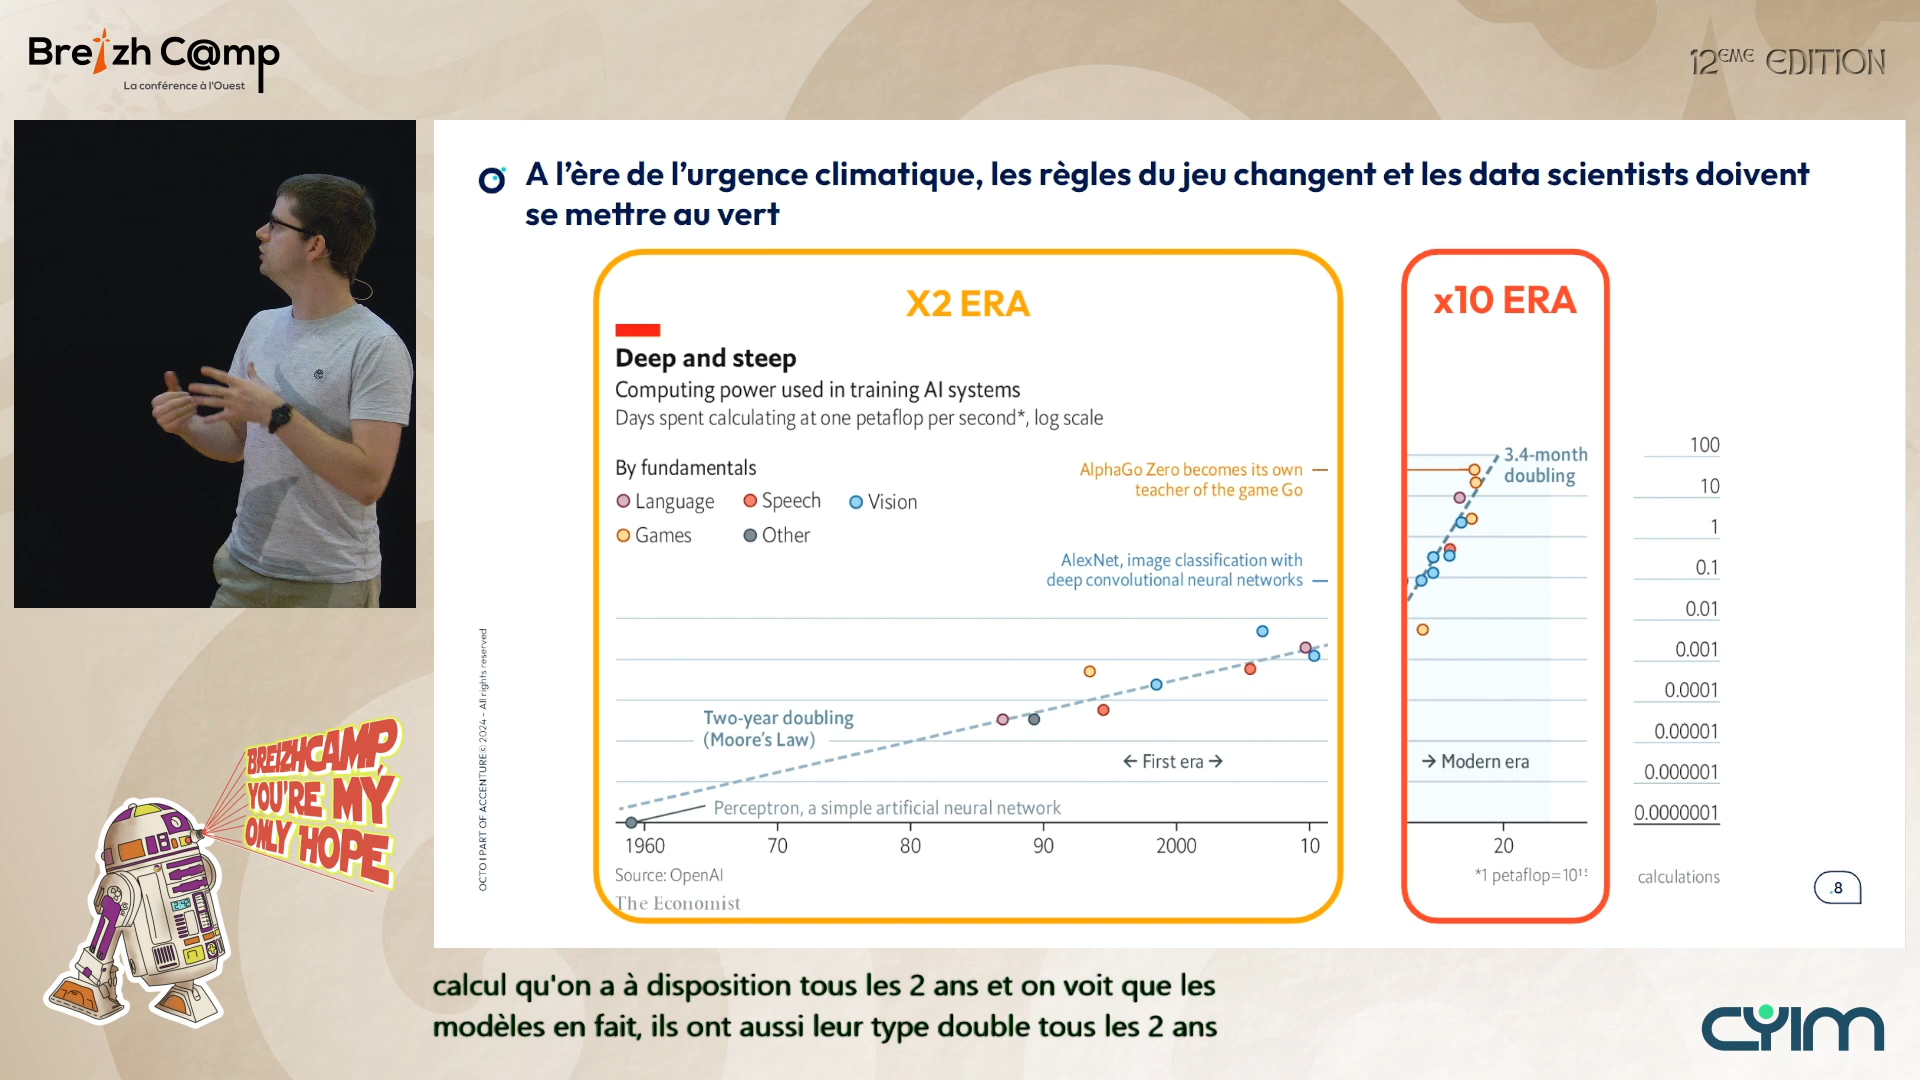 Breizh C@mp
La conférence à l'Ouest
12EME EDITION
A l'ère de l'urgence climatique, les règles du jeu changent et les data scientists doivent
se mettre au vert
X2 ERA
x10 ERA
Deep and steep
Computing power used in training AI systems
Days spent calculating at one petaflop per second*, log scale
By fundamentals
Language
Speech
Vision
Games
Other
AlphaGo Zero becomes its own
teacher of the game Go
AlexNet, image classification with
deep convolutional neural networks
3.4-month
doubling
100
10
1
0.1
0.01
0.001
0.0001
0.00001
0.000001
0.0000001
Two-year doubling
(Moore's Law)
← First era →
→ Modern era
Perceptron, a simple artificial neural network
1960
70
80
90
2000
10
20
Source: OpenAI
*1 petaflop=10¹⁵
calculations
The Economist
.8
OCTO | PART OF ACCENTURE © 2024 - All rights reserved
BREIZHCAMP,
YOU'RE MY
ONLY HOPE
calcul qu'on a à disposition tous les 2 ans et on voit que les
modèles en fait, ils ont aussi leur type double tous les 2 ans
CYIM